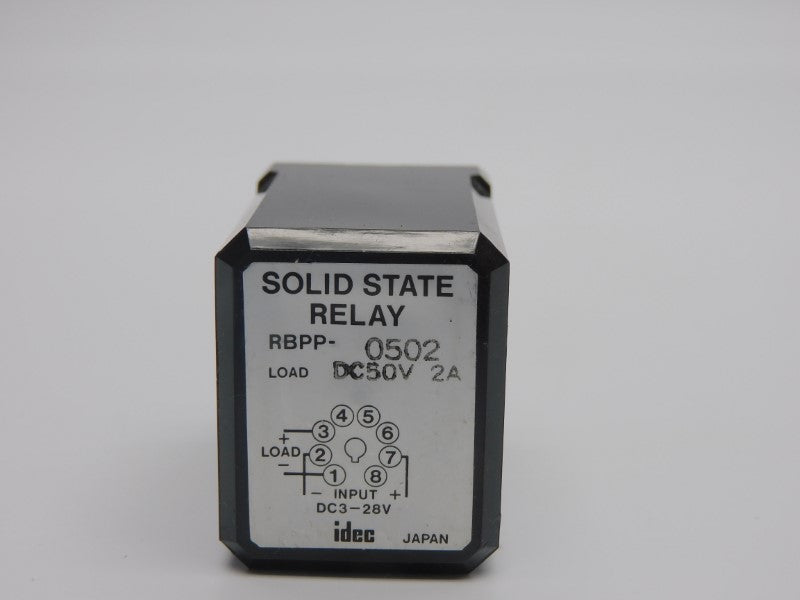 SOLID STATE
RELAY
RBPP- 0502
LOAD DC50V 2A
4 5
3 6
+
LOAD 2 7
-
1 8
- INPUT +
DC3-28V
idec JAPAN